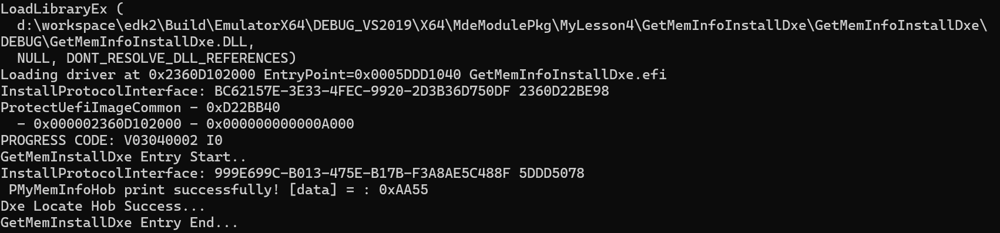 LoadLibraryEx (
  d:\workspace\edk2\Build\EmulatorX64\DEBUG_VS2019\X64\MdeModulePkg\MyLesson4\GetMemInfoInstallDxe\GetMemInfoInstallDxe\
DEBUG\GetMemInfoInstallDxe.DLL,
  NULL, DONT_RESOLVE_DLL_REFERENCES)
Loading driver at 0x2360D102000 EntryPoint=0x0005DDD1040 GetMemInfoInstallDxe.efi
InstallProtocolInterface: BC62157E-3E33-4FEC-9920-2D3B36D750DF 2360D22BE98
ProtectUefiImageCommon - 0xD22BB40
  - 0x000002360D102000 - 0x000000000000A000
PROGRESS CODE: V03040002 I0
GetMemInstallDxe Entry Start..
InstallProtocolInterface: 999E699C-B013-475E-B17B-F3A8AE5C488F 5DDD5078
 PMyMemInfoHob print successfully! [data] = : 0xAA55
Dxe Locate Hob Success...
GetMemInstallDxe Entry End...